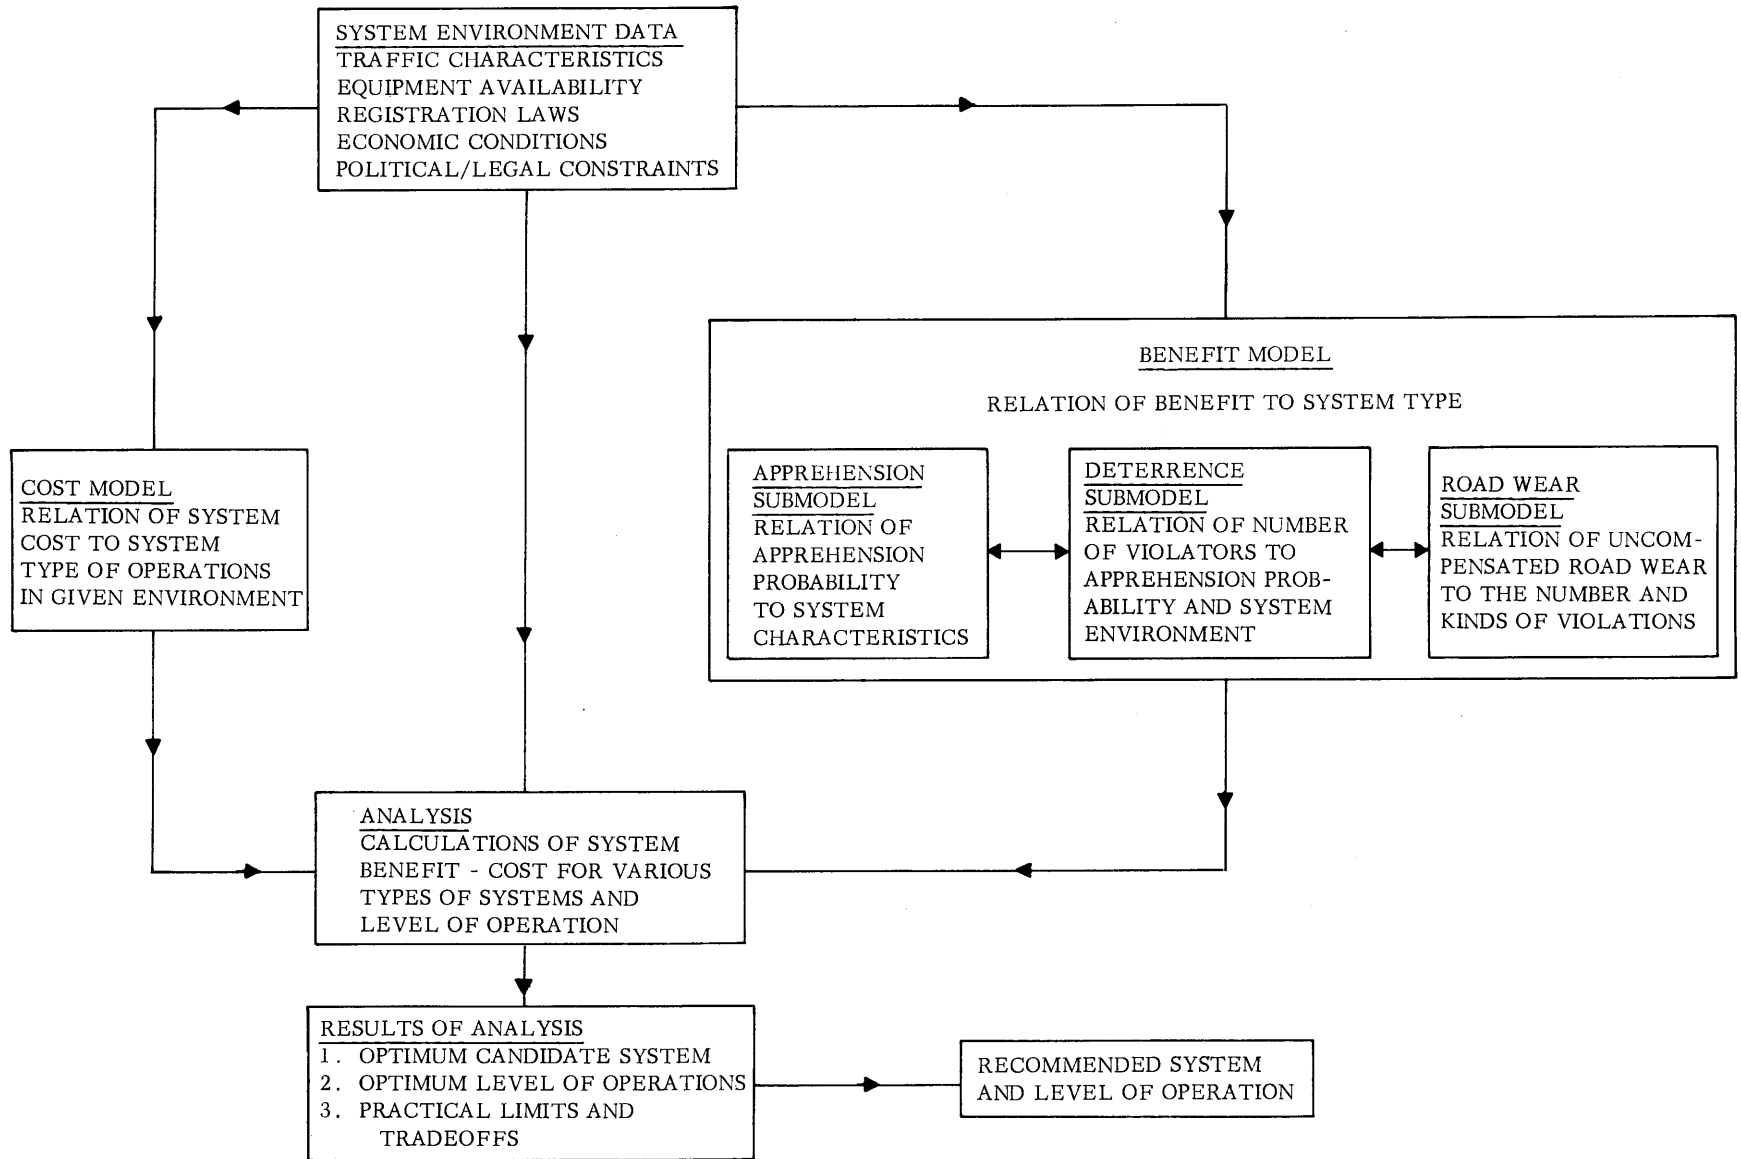 SYSTEM ENVIRONMENT DATA
TRAFFIC CHARACTERISTICS
EQUIPMENT AVAILABILITY
REGISTRATION LAWS
ECONOMIC CONDITIONS
POLITICAL/LEGAL CONSTRAINTS
COST MODEL
RELATION OF SYSTEM
COST TO SYSTEM
TYPE OF OPERATIONS
IN GIVEN ENVIRONMENT
BENEFIT MODEL
RELATION OF BENEFIT TO SYSTEM TYPE
APPREHENSION
SUBMODEL
RELATION OF
APPREHENSION
PROBABILITY
TO SYSTEM
CHARACTERISTICS
DETERRENCE
SUBMODEL
RELATION OF NUMBER
OF VIOLATORS TO
APPREHENSION PROB-
ABILITY AND SYSTEM
ENVIRONMENT
ROAD WEAR
SUBMODEL
RELATION OF UNCOM-
PENSATED ROAD WEAR
TO THE NUMBER AND
KINDS OF VIOLATIONS
ANALYSIS
CALCULATIONS OF SYSTEM
BENEFIT - COST FOR VARIOUS
TYPES OF SYSTEMS AND
LEVEL OF OPERATION
RESULTS OF ANALYSIS
1. OPTIMUM CANDIDATE SYSTEM
2. OPTIMUM LEVEL OF OPERATIONS
3. PRACTICAL LIMITS AND
TRADEOFFS
RECOMMENDED SYSTEM
AND LEVEL OF OPERATION